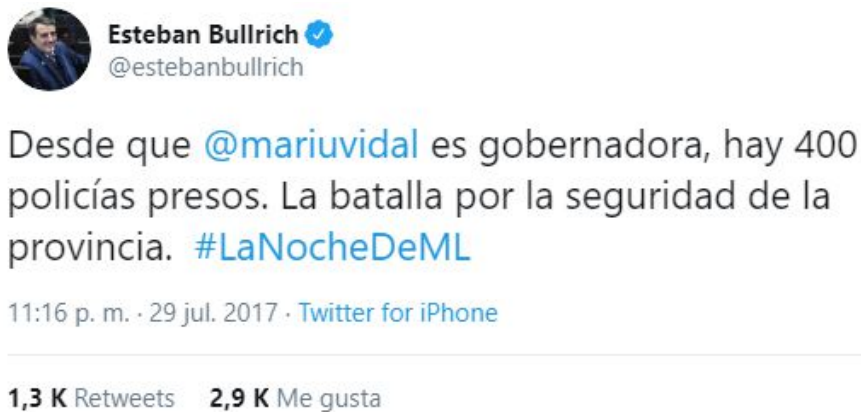 Esteban Bullrich
@estebanbullrich
Desde que @mariuvidal es gobernadora, hay 400
policías presos. La batalla por la seguridad de la
provincia.  #LaNocheDeML
11:16 p. m. · 29 jul. 2017 · Twitter for iPhone
1,3 K Retweets   2,9 K Me gusta